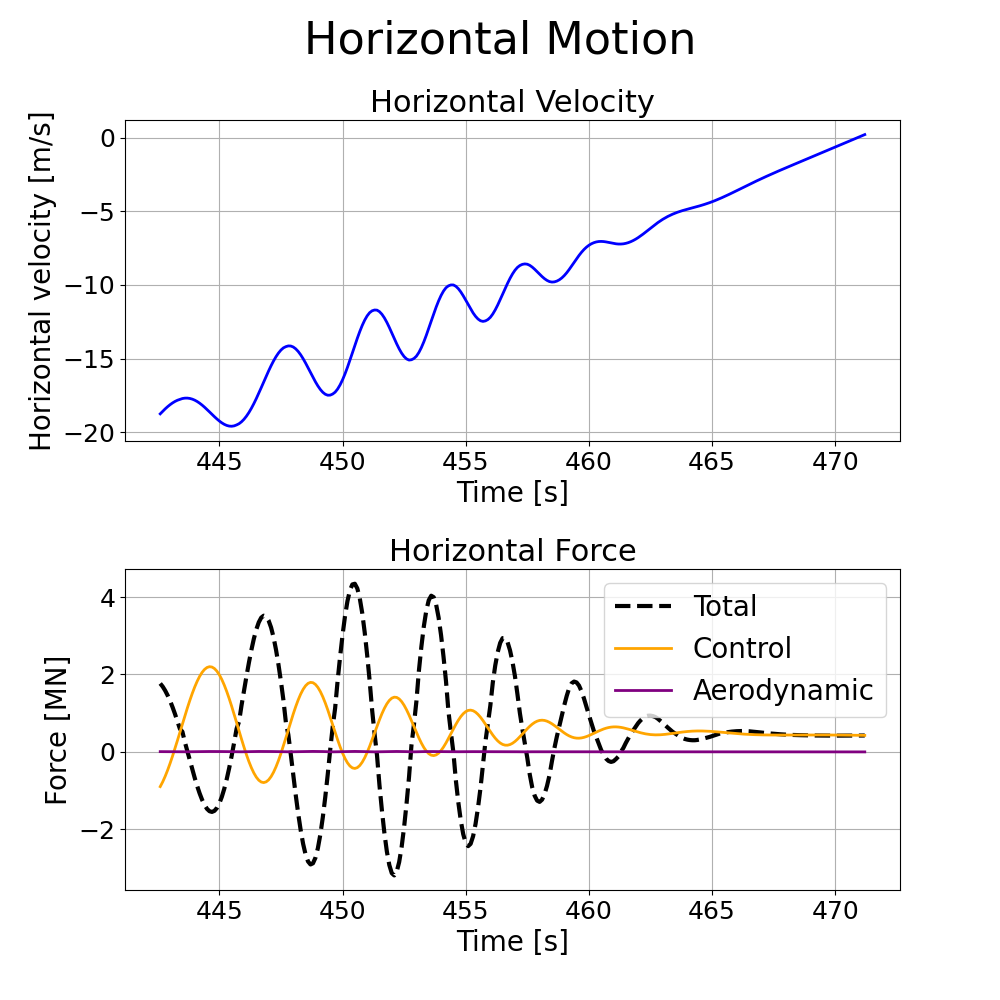 Horizontal Motion
Horizontal Velocity
Horizontal velocity [m/s]
0
−5
−10
−15
−20
445 450 455 460 465 470
Time [s]
Horizontal Force
Force [MN]
4
2
0
−2
Total
Control
Aerodynamic
445 450 455 460 465 470
Time [s]